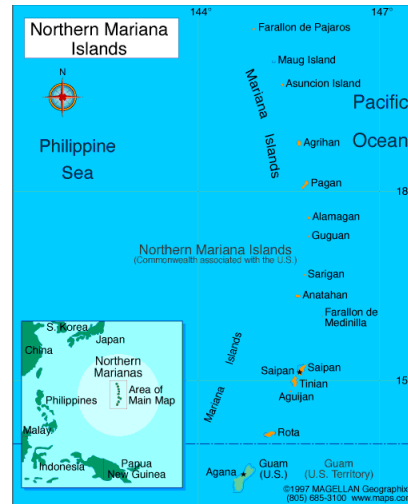 Northern Mariana
Islands
144°
147°
Farallon de Pajaros
Maug Island
Asuncion Island
Mariana
Islands
Pacific
Ocean
N
Philippine
Sea
Agrihan
Pagan
18
Alamagan
Guguan
Northern Mariana Islands
(Commonwealth associated with the U.S.)
Sarigan
Anatahan
Farallon de
Medinilla
Mariana
Islands
Saipan
Saipan
Tinian
Aguijan
15
Rota
Agana
Guam
(U.S.)
Guam
(U.S. Territory)
S. Korea
Japan
China
Northern
Marianas
Area of
Main Map
Philippines
Malay.
Indonesia
Papua
New Guinea
©1997 MAGELLAN Geographix
(805) 685-3100 www.maps.com